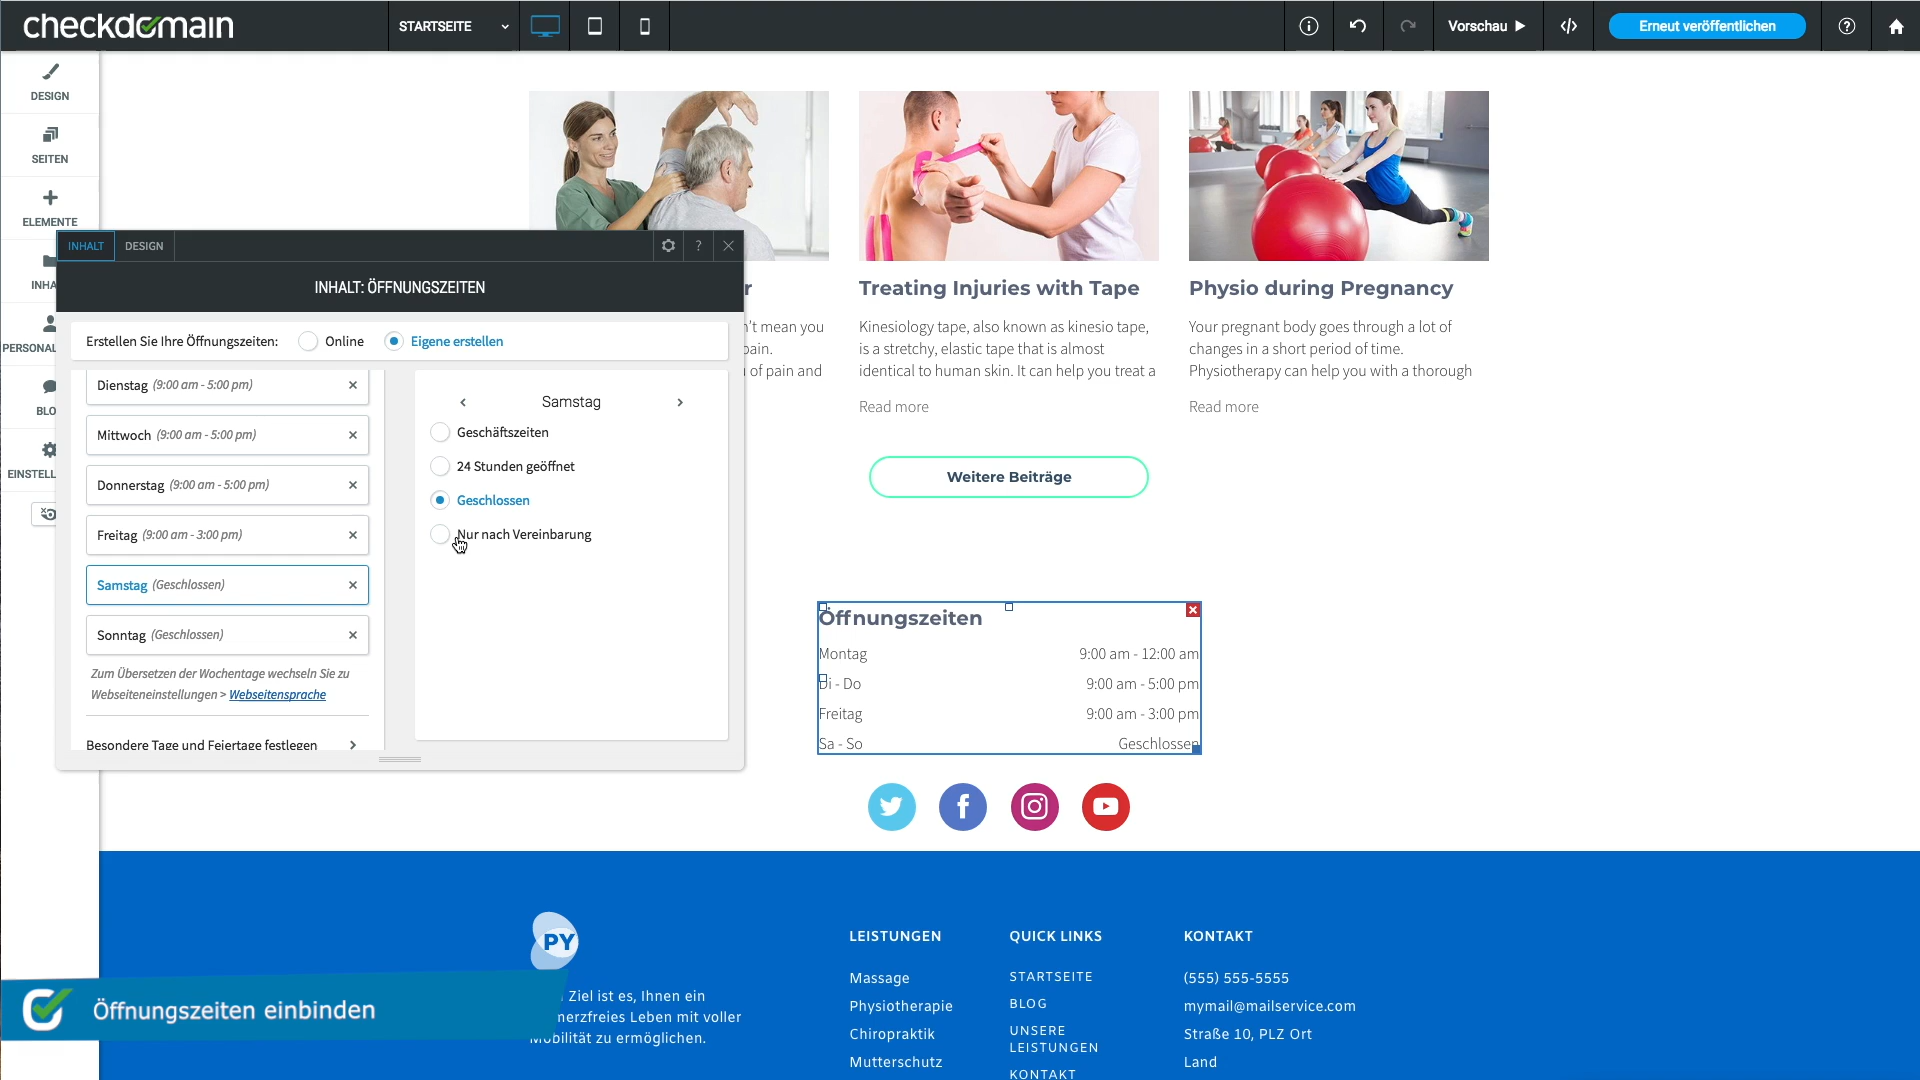 checkdomain
STARTSEITE
Vorschau
Erneut veröffentlichen
DESIGN
SEITEN
ELEMENTE
INHA
PERSONAL
BLO
EINSTELL
INHALT DESIGN ?
INHALT: ÖFFNUNGSZEITEN
Erstellen Sie Ihre Öffnungszeiten: Online Eigene erstellen
Dienstag (9:00 am - 5:00 pm)
Mittwoch (9:00 am - 5:00 pm)
Donnerstag (9:00 am - 5:00 pm)
Freitag (9:00 am - 3:00 pm)
Samstag (Geschlossen)
Sonntag (Geschlossen)
Zum Übersetzen der Wochentage wechseln Sie zu
Webseiteneinstellungen > Webseitensprache
Besondere Tage und Feiertage festlegen
Samstag
Geschäftszeiten
24 Stunden geöffnet
Geschlossen
Nur nach Vereinbarung
r
n't mean you
pain.
of pain and
Treating Injuries with Tape
Kinesiology tape, also known as kinesio tape,
is a stretchy, elastic tape that is almost
identical to human skin. It can help you treat a
Read more
Physio during Pregnancy
Your pregnant body goes through a lot of
changes in a short period of time.
Physiotherapy can help you with a thorough
Read more
Weitere Beiträge
Öffnungszeiten
Montag 9:00 am - 12:00 am
Di - Do 9:00 am - 5:00 pm
Freitag 9:00 am - 3:00 pm
Sa - So Geschlossen
PY
Ziel ist es, Ihnen ein
merzfreies Leben mit voller
Mobilität zu ermöglichen.
LEISTUNGEN
Massage
Physiotherapie
Chiropraktik
Mutterschutz
QUICK LINKS
STARTSEITE
BLOG
UNSERE
LEISTUNGEN
KONTAKT
KONTAKT
(555) 555-5555
mymail@mailservice.com
Straße 10, PLZ Ort
Land
Öffnungszeiten einbinden